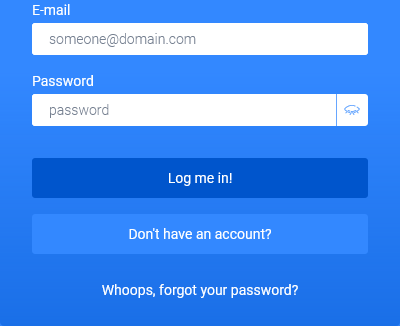 E-mail
someone@domain.com
Password
password
Log me in!
Don't have an account?
Whoops, forgot your password?